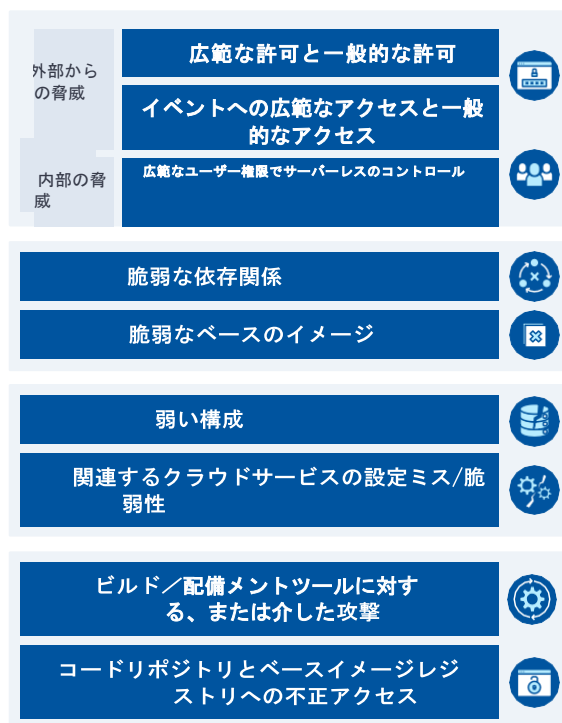 外部から
の脅威
広範な許可と一般的な許可
イベントへの広範なアクセスと一般
的なアクセス
内部の脅
威
広範なユーザー権限でサーバーレスのコントロール
脆弱な依存関係
脆弱なベースのイメージ
弱い構成
関連するクラウドサービスの設定ミス/脆
弱性
ビルド／配備メントツールに対す
る、または介した攻撃
コードリポジトリとベースイメージレジ
ストリへの不正アクセス